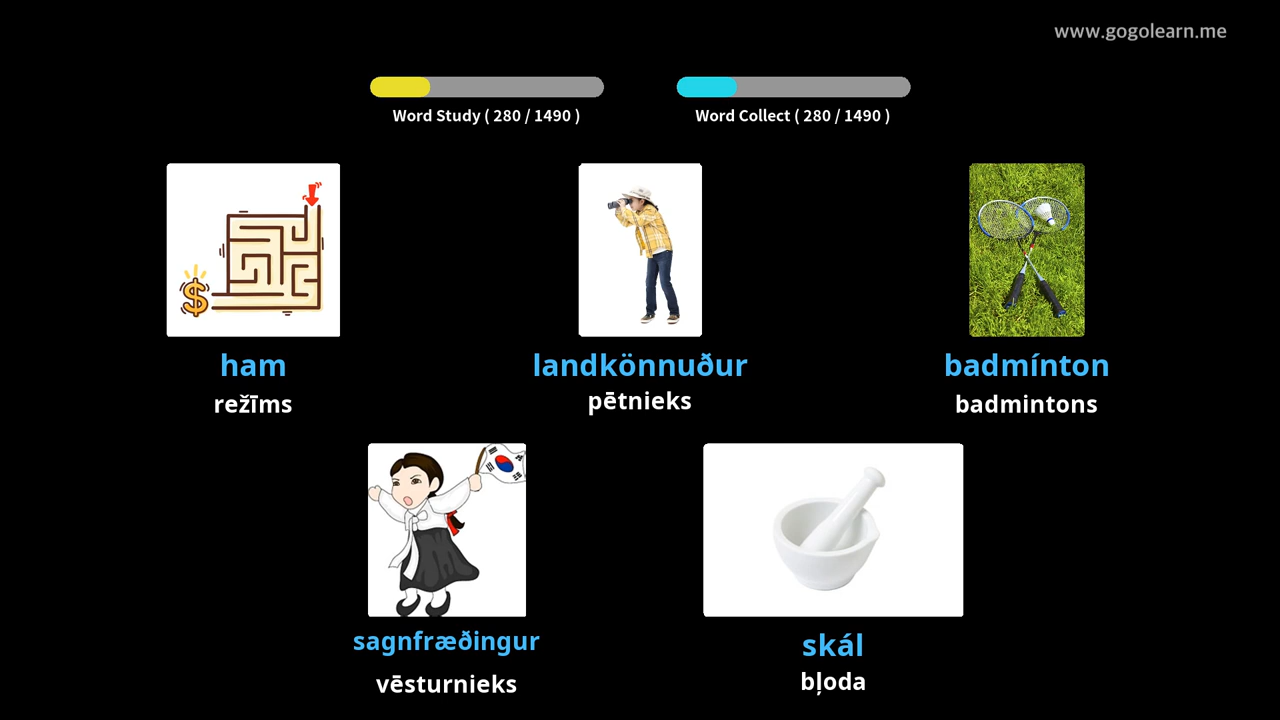 www.gogolearn.me
Word Study ( 280 / 1490 )
Word Collect ( 280 / 1490 )
ham
režīms
landkönnuður
pētnieks
badmínton
badmintons
sagnfræðingur
vēsturnieks
skál
bļoda